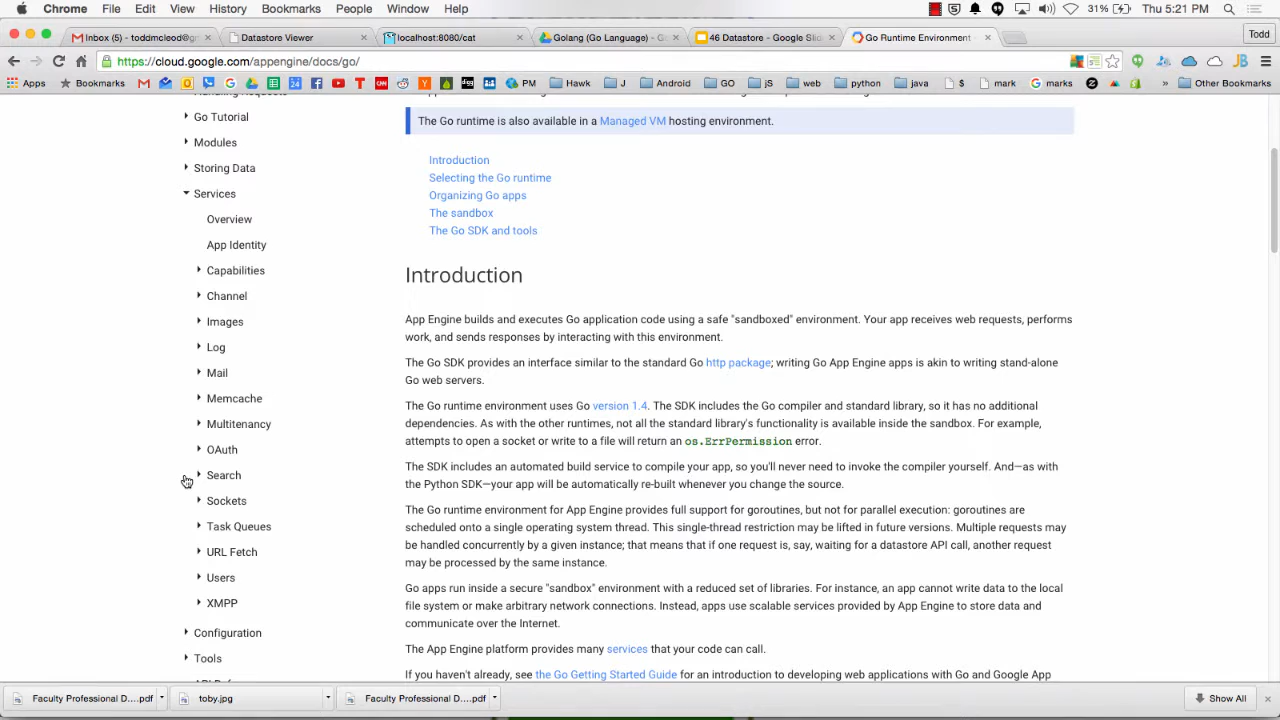 Chrome File Edit View History Bookmarks People Window Help 31% Thu 5:21 PM
Inbox (5) - toddmcleod@gr Datastore Viewer localhost:8080/cat Golang (Go Language) - Go 46 Datastore - Google Slid Go Runtime Environment Todd
https://cloud.google.com/appengine/docs/go/
Apps Bookmarks PM Hawk J Android GO JS web python java $ mark marks Other Bookmarks
Go Tutorial
Modules
Storing Data
Services
Overview
App Identity
Capabilities
Channel
Images
Log
Mail
Memcache
Multitenancy
OAuth
Search
Sockets
Task Queues
URL Fetch
Users
XMPP
Configuration
Tools
The Go runtime is also available in a Managed VM hosting environment.
Introduction
Selecting the Go runtime
Organizing Go apps
The sandbox
The Go SDK and tools
Introduction
App Engine builds and executes Go application code using a safe "sandboxed" environment. Your app receives web requests, performs
work, and sends responses by interacting with this environment.
The Go SDK provides an interface similar to the standard Go http package; writing Go App Engine apps is akin to writing stand-alone
Go web servers.
The Go runtime environment uses Go version 1.4. The SDK includes the Go compiler and standard library, so it has no additional
dependencies. As with the other runtimes, not all the standard library's functionality is available inside the sandbox. For example,
attempts to open a socket or write to a file will return an os.ErrPermission error.
The SDK includes an automated build service to compile your app, so you'll never need to invoke the compiler yourself. And—as with
the Python SDK—your app will be automatically re-built whenever you change the source.
The Go runtime environment for App Engine provides full support for goroutines, but not for parallel execution: goroutines are
scheduled onto a single operating system thread. This single-thread restriction may be lifted in future versions. Multiple requests may
be handled concurrently by a given instance; that means that if one request is, say, waiting for a datastore API call, another request
may be processed by the same instance.
Go apps run inside a secure "sandbox" environment with a reduced set of libraries. For instance, an app cannot write data to the local
file system or make arbitrary network connections. Instead, apps use scalable services provided by App Engine to store data and
communicate over the Internet.
The App Engine platform provides many services that your code can call.
If you haven't already, see the Go Getting Started Guide for an introduction to developing web applications with Go and Google App
Faculty Professional D....pdf toby.jpg Faculty Professional D....pdf Show All